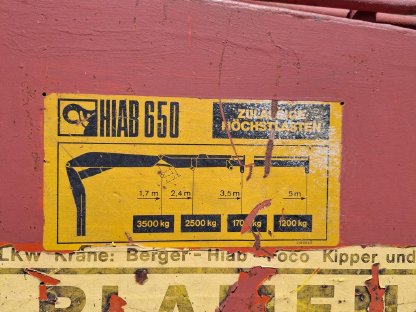 HIAB 650
ZULÄSSIGE
HÖCHSTLASTEN
1,7 m
2,4 m
3,5 m
5 m
3500 kg 2500 kg 1200 kg
LKW Krane: Berger - Hiab - Foco Kipper und